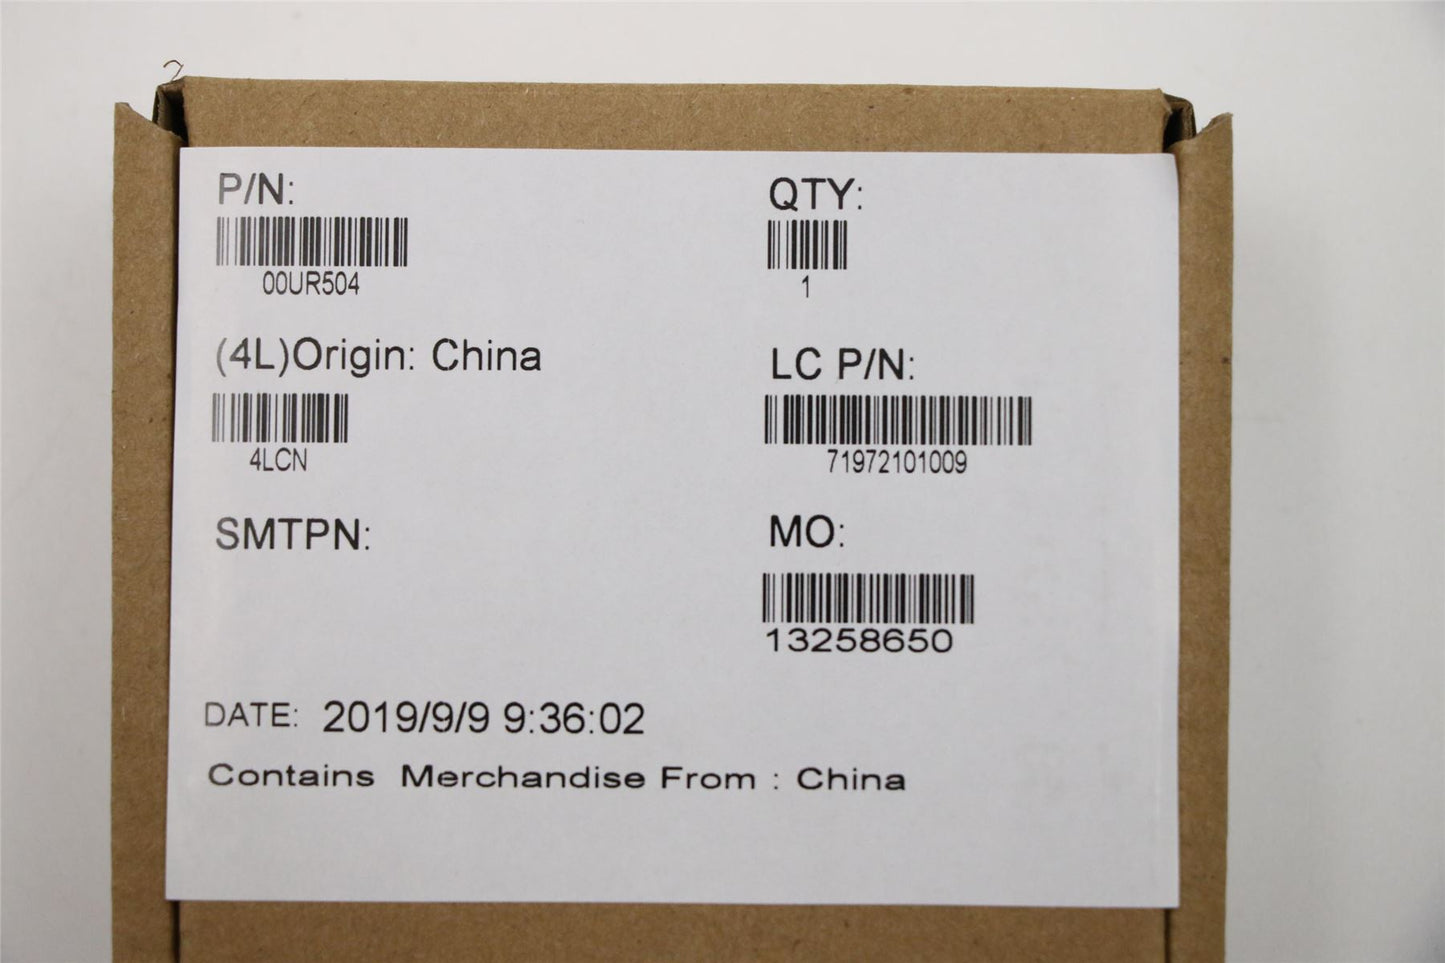 P/N:
00UR504
QTY:
1
(4L)Origin: China
4LCN
LC P/N:
71972101009
SMTPN:
MO:
13258650
DATE: 2019/9/9 9:36:02
Contains Merchandise From : China